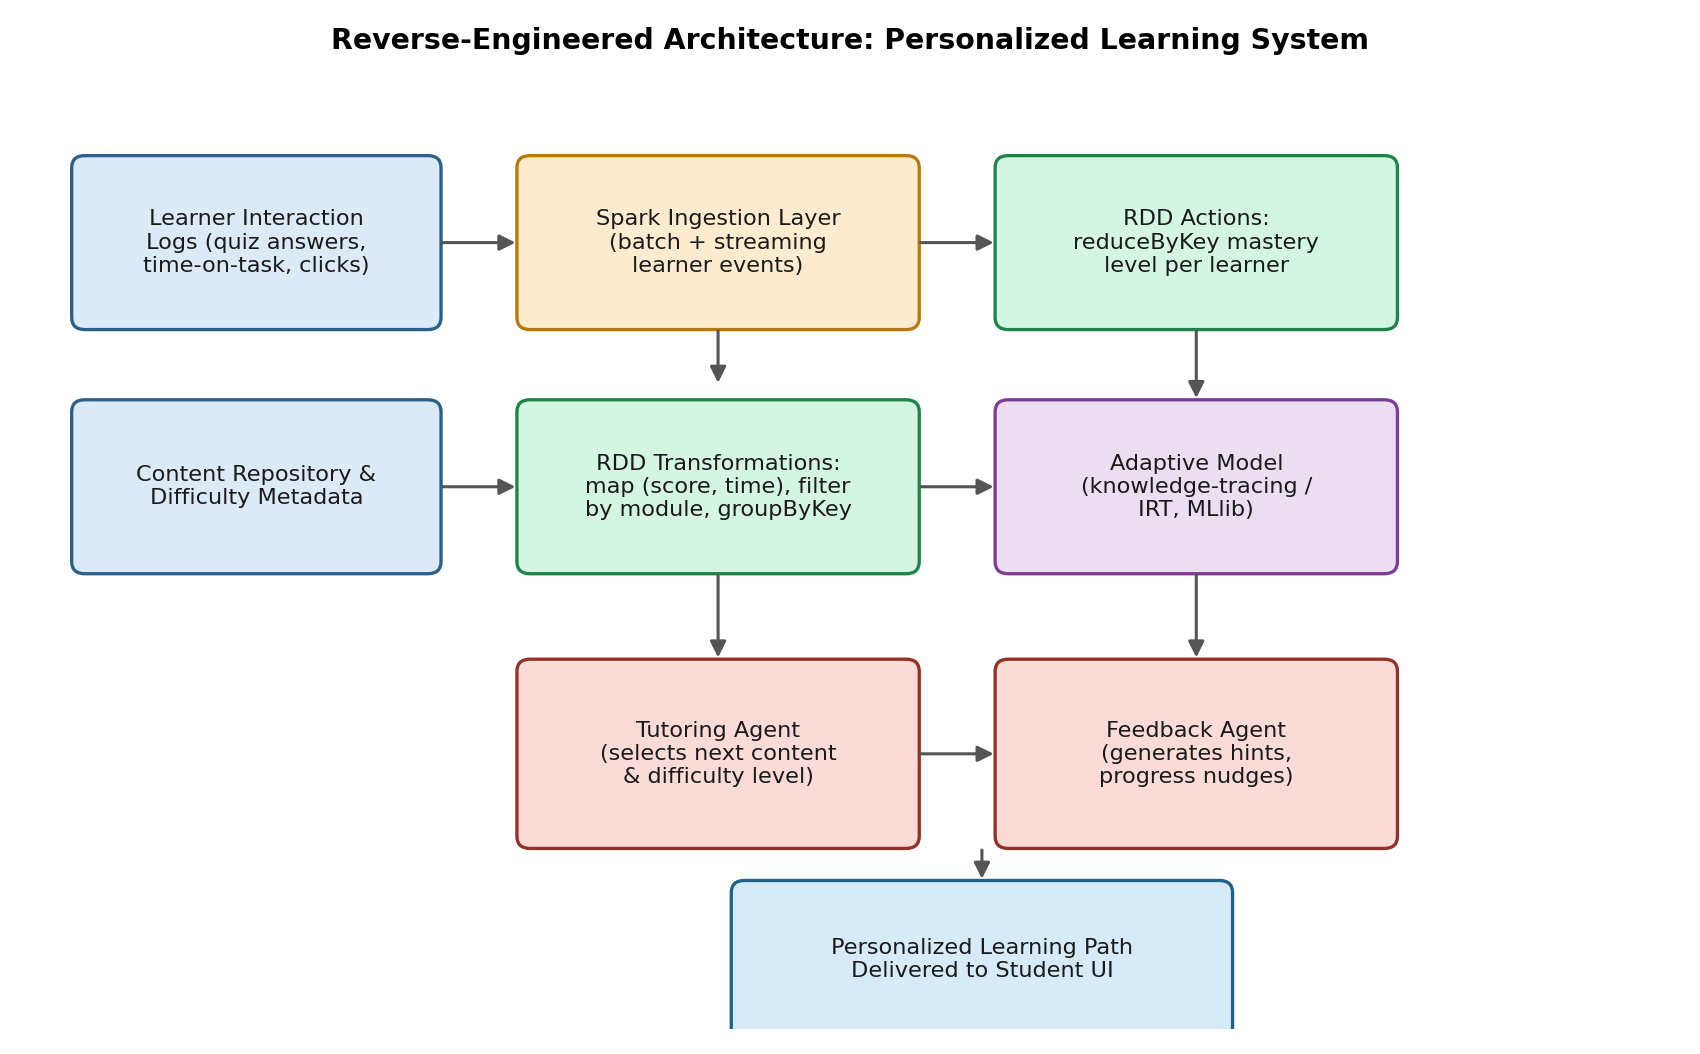 Reverse-Engineered Architecture: Personalized Learning System
Learner Interaction
Logs (quiz answers,
time-on-task, clicks)
Spark Ingestion Layer
(batch + streaming
learner events)
RDD Actions:
reduceByKey mastery
level per learner
Content Repository &
Difficulty Metadata
RDD Transformations:
map (score, time), filter
by module, groupByKey
Adaptive Model
(knowledge-tracing /
IRT, MLlib)
Tutoring Agent
(selects next content
& difficulty level)
Feedback Agent
(generates hints,
progress nudges)
Personalized Learning Path
Delivered to Student UI